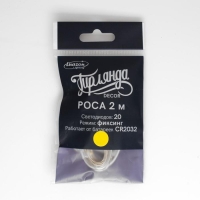 Гирлянда
DECOR
РОСА 2 м
Светодиодов: 20
Режим: фиксинг
Работает от батареек CR2032